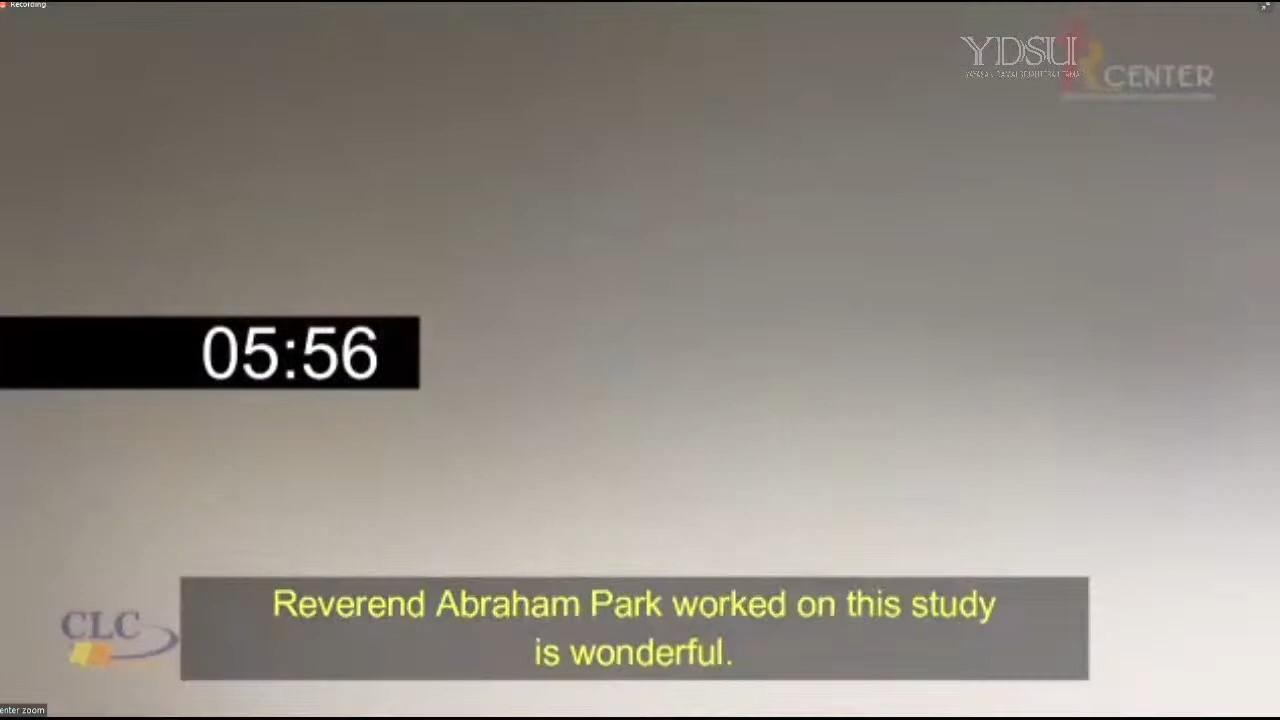 Recording
YDSU
CENTER
05:56
Reverend Abraham Park worked on this study
is wonderful.
CLC
enter zoom